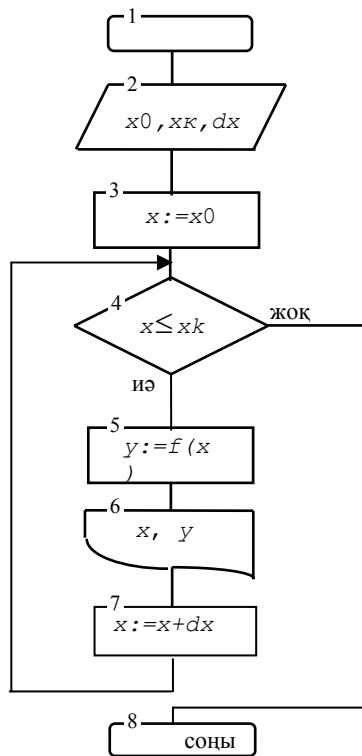 1
2
x0,xк,dx
3
x:=x0
4
x≤xk
жоқ
иә
5
y:=f(x
)
6
x, y
7
x:=x+dx
8
соңы